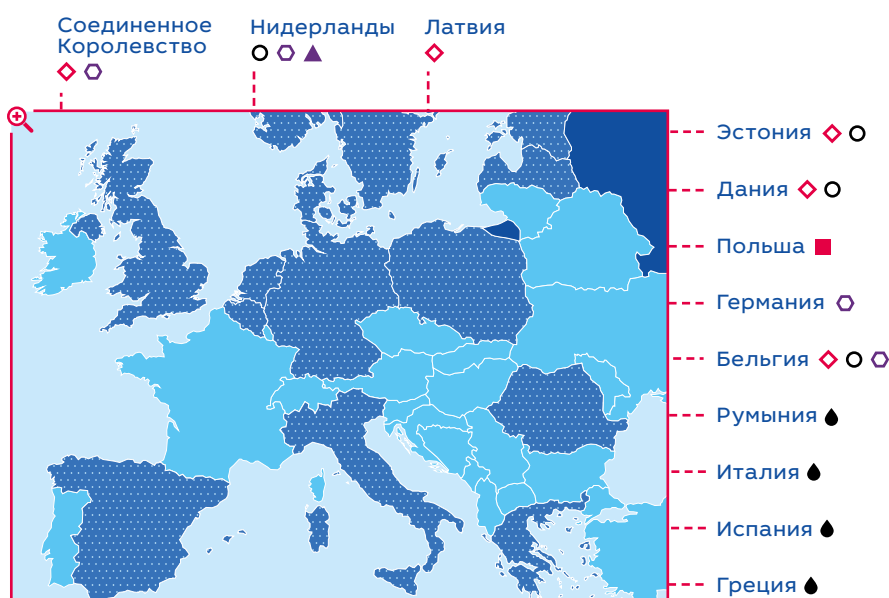 Соединенное
Королевство
Нидерланды
Латвия
Эстония
Дания
Польша
Германия
Бельгия
Румыния
Италия
Испания
Греция